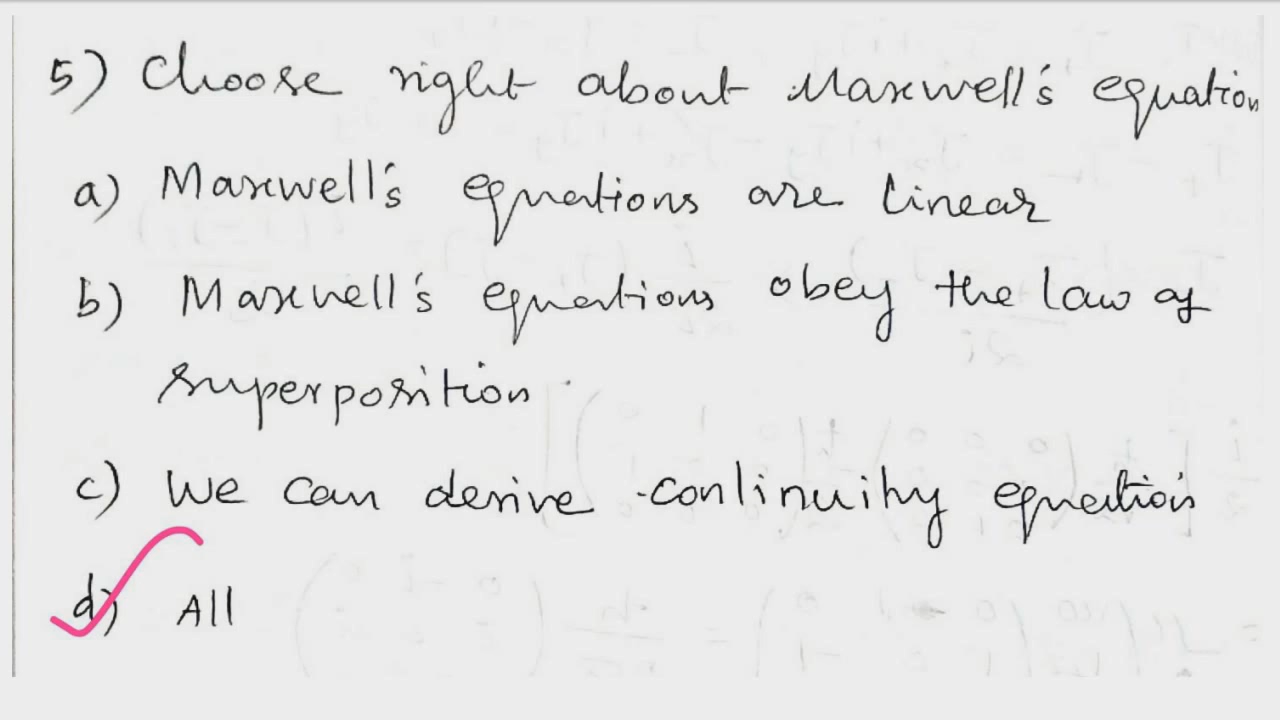 5) Choose right about Maxwell's equation
a) Maxwell's equations are linear
b) Maxwell's equations obey the law of
superposition.
c) We can derive continuity equation
d) All